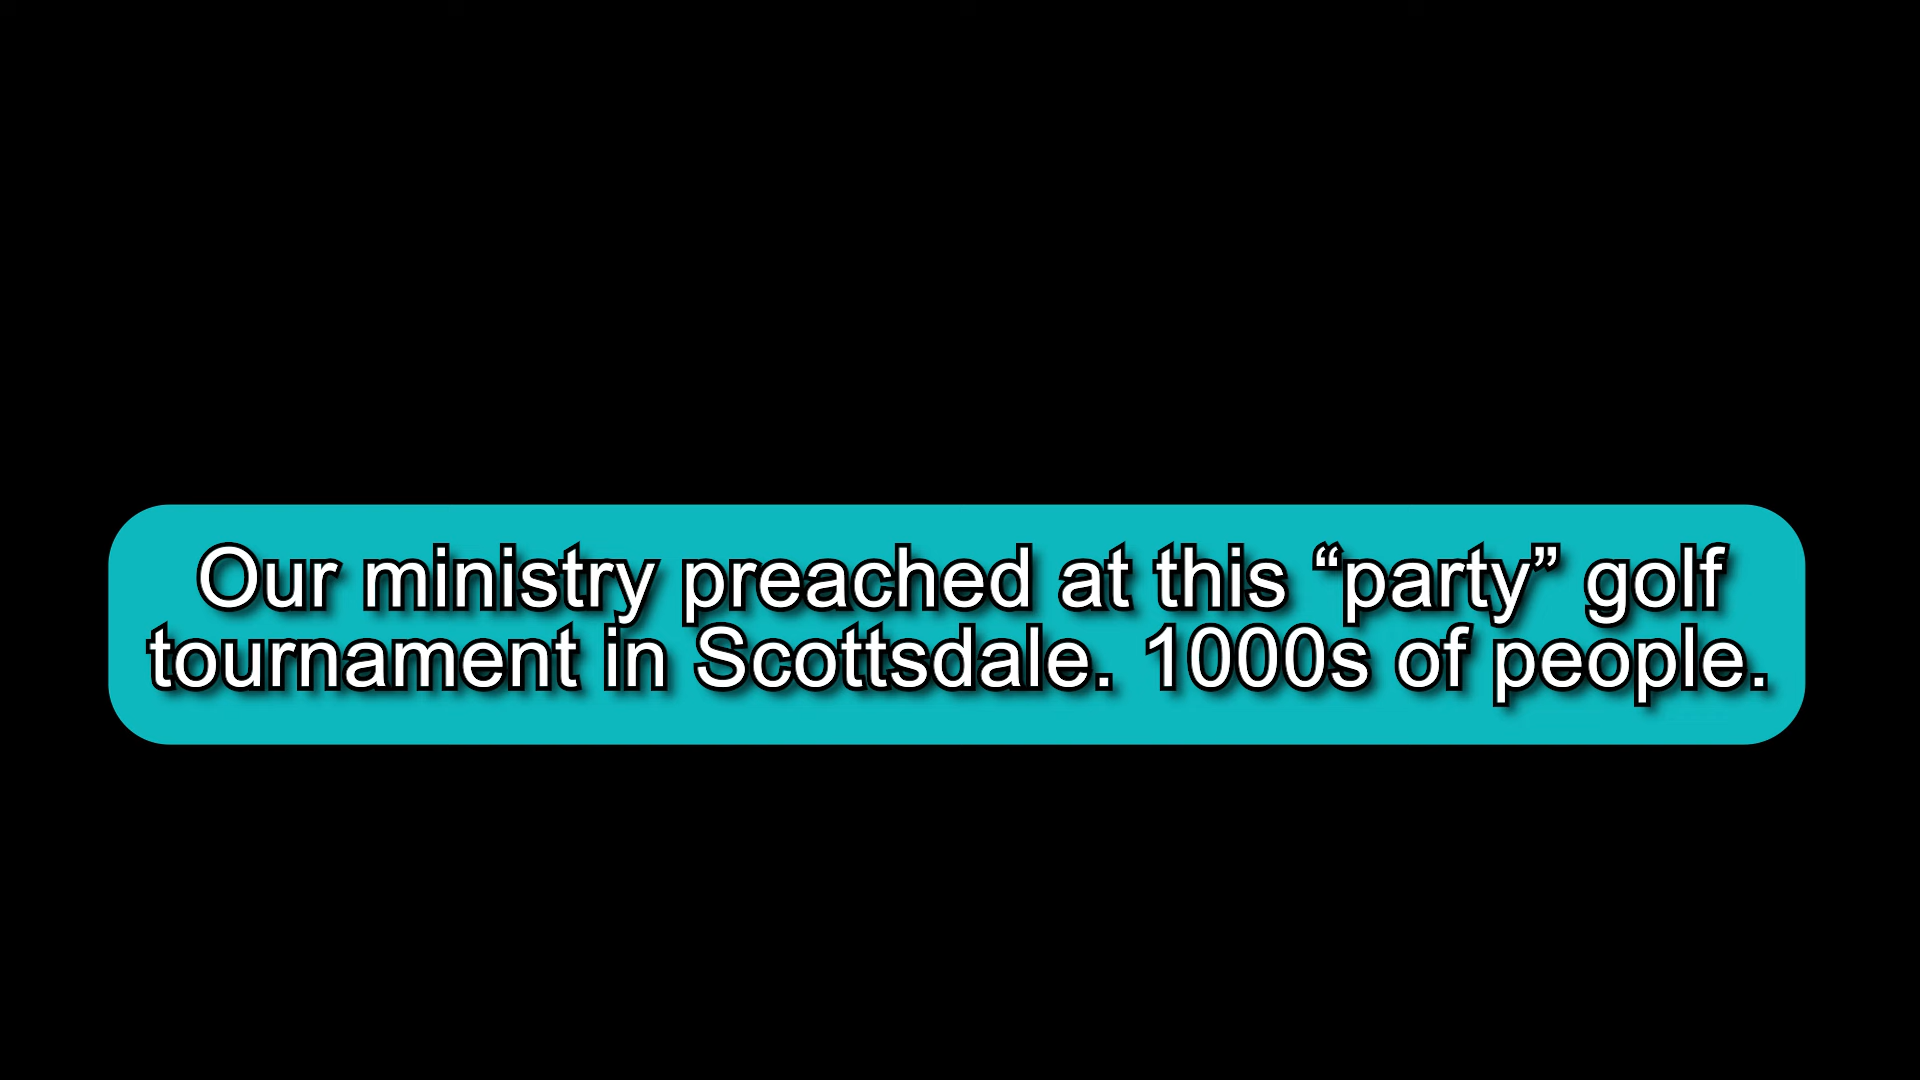 Our ministry preached at this “party” golf
tournament in Scottsdale. 1000s of people.